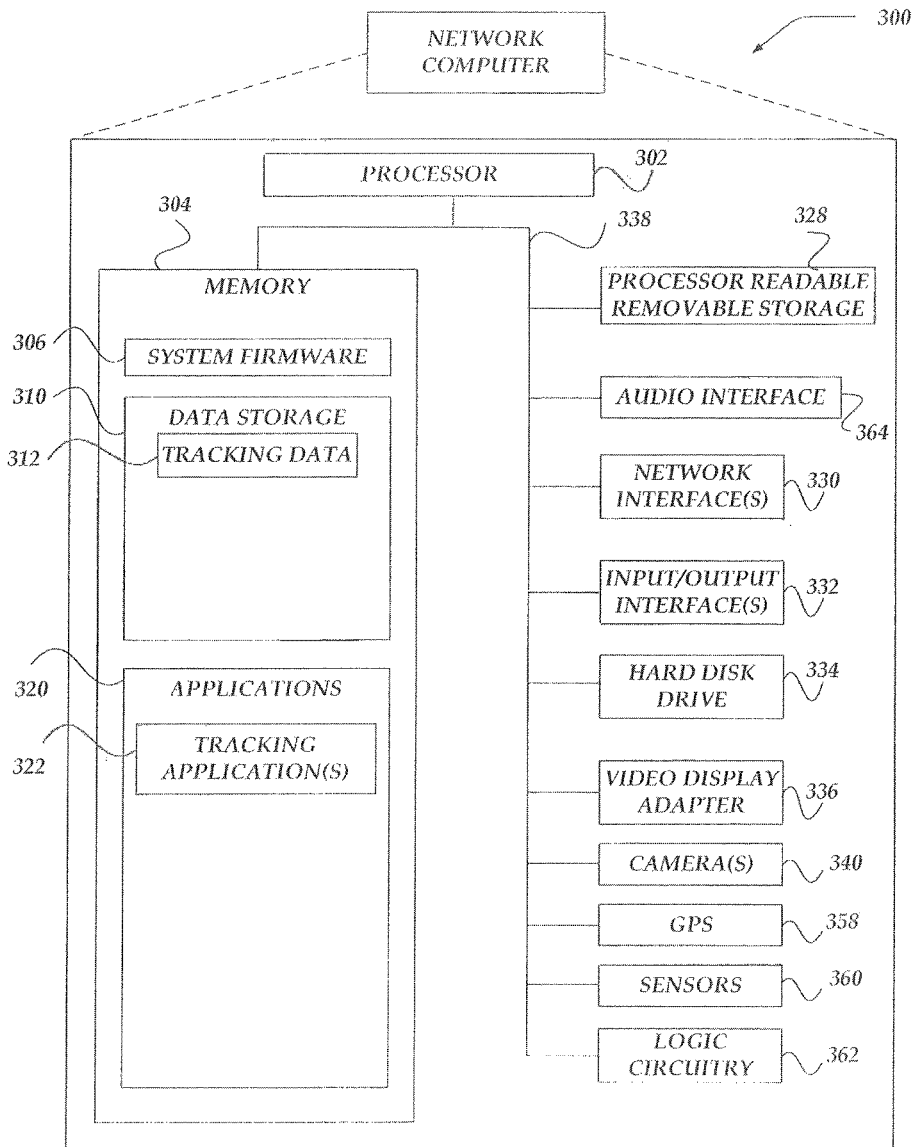 300
NETWORK
COMPUTER
PROCESSOR
302
304
338
328
MEMORY
PROCESSOR READABLE
REMOVABLE STORAGE
306
SYSTEM FIRMWARE
310
DATA STORAGE
AUDIO INTERFACE
364
312
TRACKING DATA
NETWORK
INTERFACE(S)
330
INPUT/OUTPUT
INTERFACE(S)
332
320
APPLICATIONS
HARD DISK
DRIVE
334
322
TRACKING
APPLICATION(S)
VIDEO DISPLAY
ADAPTER
336
CAMERA(S)
340
GPS
358
SENSORS
360
LOGIC
CIRCUITRY
362